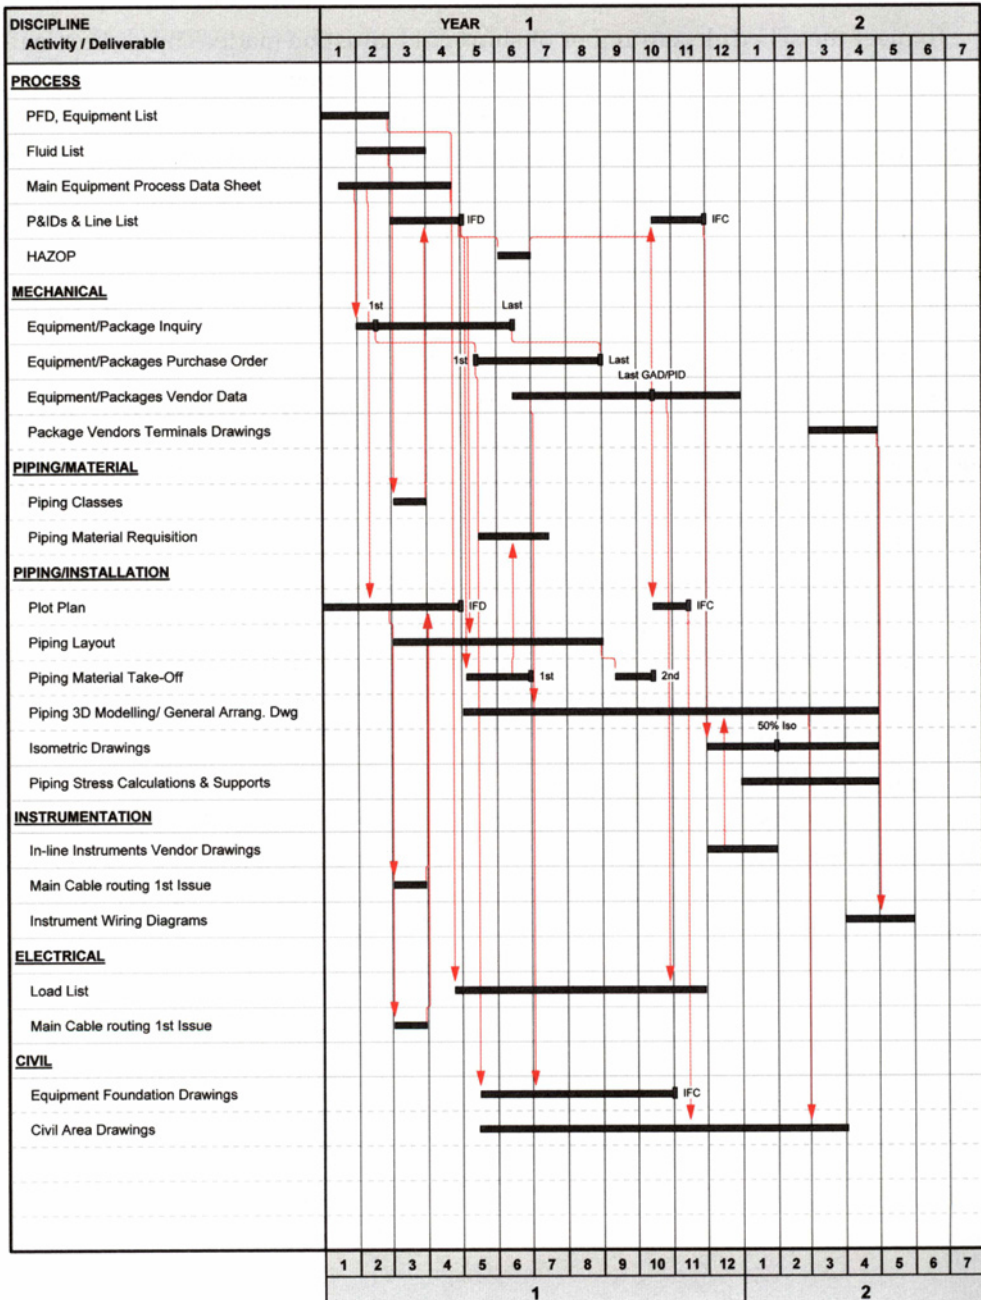 DISCIPLINE YEAR 1 2
Activity / Deliverable 1 2 3 4 5 6 7 8 9 10 11 12 1 2 3 4 5 6 7
PROCESS
PFD, Equipment List
Fluid List
Main Equipment Process Data Sheet
P&IDs & Line List IFD IFC
HAZOP
MECHANICAL
1st Last
Equipment/Package Inquiry
Equipment/Packages Purchase Order 1st Last
Last GAD/PID
Equipment/Packages Vendor Data
Package Vendors Terminals Drawings
PIPING/MATERIAL
Piping Classes
Piping Material Requisition
PIPING/INSTALLATION
Plot Plan IFD IFC
Piping Layout
Piping Material Take-Off 1st 2nd
Piping 3D Modelling/ General Arrang. Dwg
50% Iso
Isometric Drawings
Piping Stress Calculations & Supports
INSTRUMENTATION
In-line Instruments Vendor Drawings
Main Cable routing 1st Issue
Instrument Wiring Diagrams
ELECTRICAL
Load List
Main Cable routing 1st Issue
CIVIL
Equipment Foundation Drawings IFC
Civil Area Drawings
1 2 3 4 5 6 7 8 9 10 11 12 1 2 3 4 5 6 7
1 2